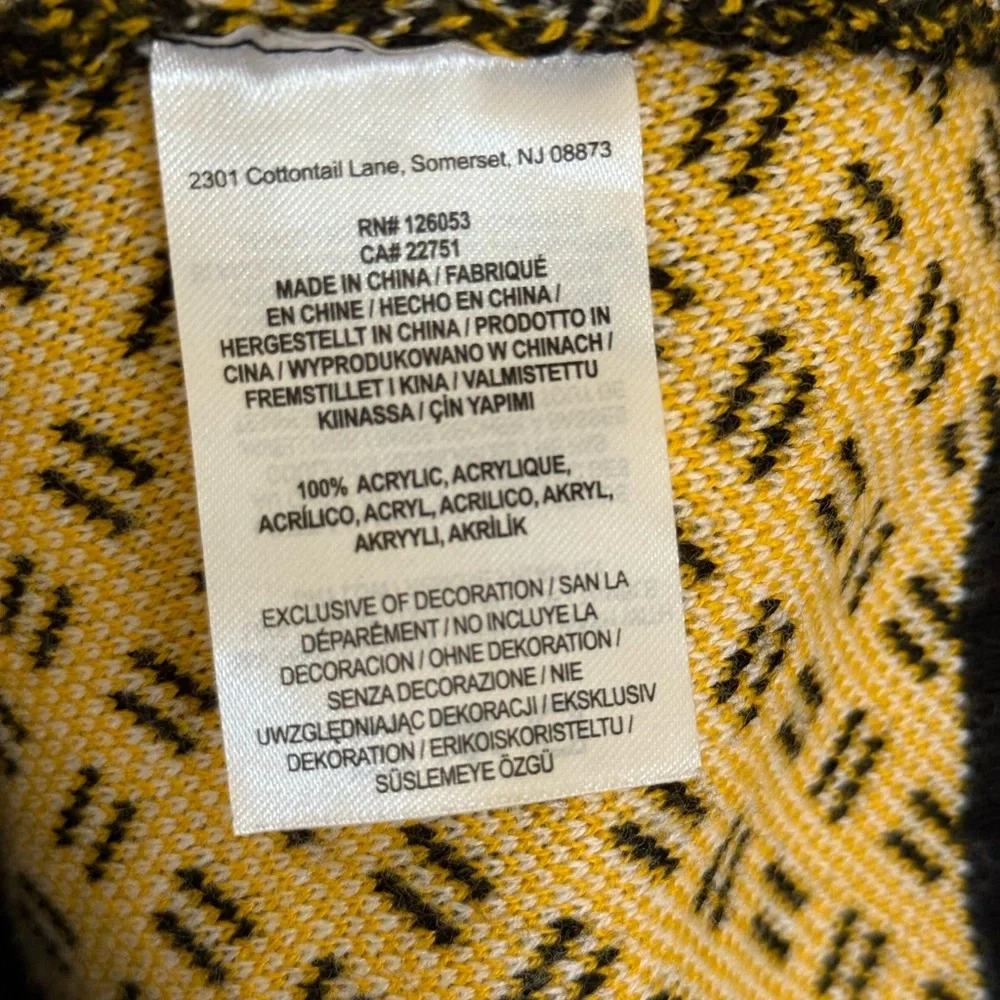 2301 Cottontail Lane, Somerset, NJ 08873
RN# 126053
CA# 22751
MADE IN CHINA / FABRIQUÉ
EN CHINE / HECHO EN CHINA /
HERGESTELLT IN CHINA / PRODOTTO IN
CINA / WYPRODUKOWANO W CHINACH /
FREMSTILLET I KINA / VALMISTETTU
KIINASSA / ÇİN YAPIMI
100% ACRYLIC, ACRYLIQUE,
ACRÍLICO, ACRYL, ACRILICO, AKRYL,
AKRYYLI, AKRİLİK
EXCLUSIVE OF DECORATION / SAN LA
DÉPARÉMENT / NO INCLUYE LA
DECORACION / OHNE DEKORATION /
SENZA DECORAZIONE / NIE
UWZGLĘDNIAJĄC DEKORACJI / EKSKLUSIV
DEKORATION / ERIKOISKORISTELTU /
SÜSLEMEYE ÖZGÜ